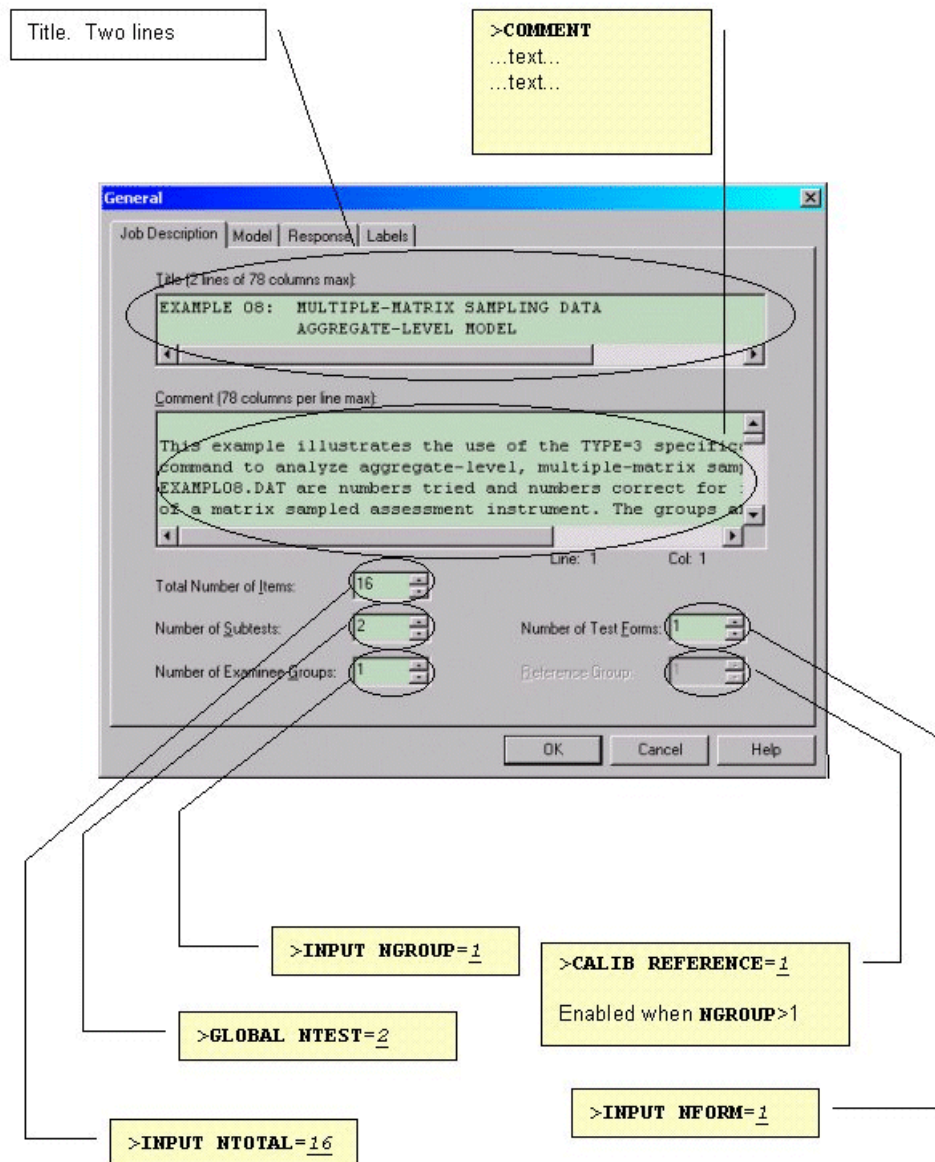 Title. Two lines
>COMMENT
...text...
...text...
General
Job Description Model Response Labels
Title (2 lines of 78 columns max):
EXAMPLE 08: MULTIPLE-MATRIX SAMPLING DATA
AGGREGATE-LEVEL MODEL
Comment (78 columns per line max):
This example illustrates the use of the TYPE=3
command to analyze aggregate-level, multiple-matrix
EXAMPL08.DAT are numbers tried and numbers correct for
of a matrix sampled assessment instrument. The groups
Line: 1 Col: 1
Total Number of Items: 16
Number of Subtests: 2 Number of Test Forms: 1
Number of Examinee Groups: 1 Reference Group: 1
OK Cancel Help
>INPUT NGROUP=1
>CALIB REFERENCE=1
Enabled when NGROUP>1
>GLOBAL NTEST=2
>INPUT NFORM=1
>INPUT NTOTAL=16